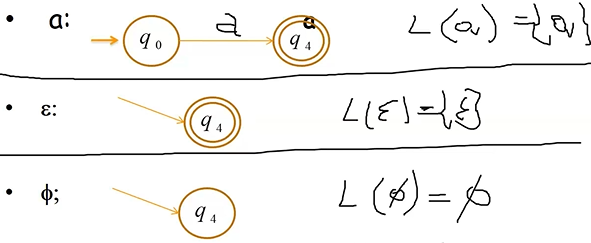 • a: q0 a a q4 L(a) = {a}
• ε: q4 L(ε) = {ε}
• ϕ; q4 L(ϕ) = ϕ